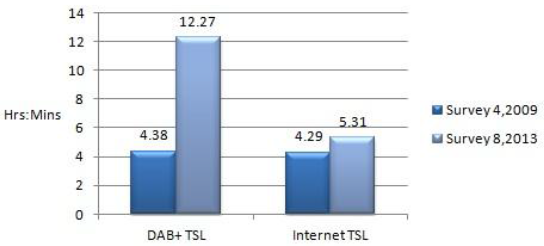 14
12
10
8
6
4
2
0
Hrs:Mins
4.38
12.27
4.29
5.31
DAB+ TSL
Internet TSL
Survey 4,2009
Survey 8,2013